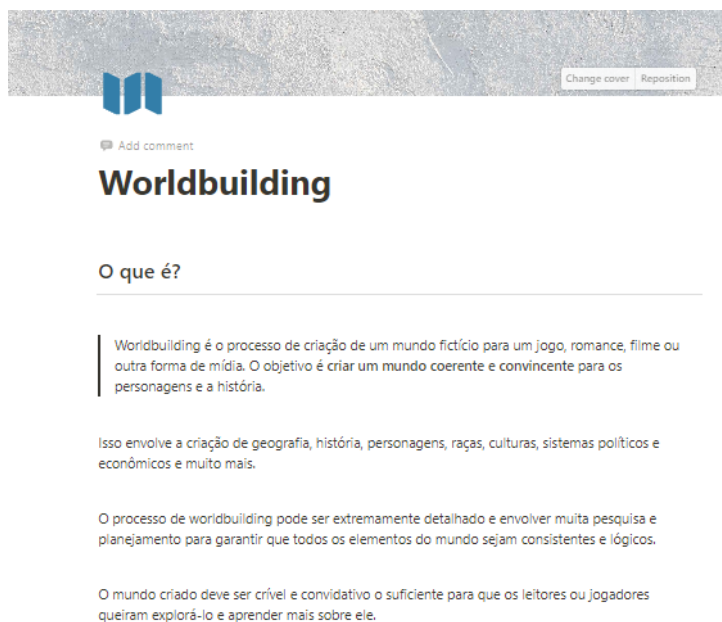 Change cover Reposition
Add comment
Worldbuilding
O que é?
Worldbuilding é o processo de criação de um mundo fictício para um jogo, romance, filme ou
outra forma de mídia. O objetivo é criar um mundo coerente e convincente para os
personagens e a história.
Isso envolve a criação de geografia, história, personagens, raças, culturas, sistemas políticos e
econômicos e muito mais.
O processo de worldbuilding pode ser extremamente detalhado e envolver muita pesquisa e
planejamento para garantir que todos os elementos do mundo sejam consistentes e lógicos.
O mundo criado deve ser crível e convidativo o suficiente para que os leitores ou jogadores
queiram explorá-lo e aprender mais sobre ele.